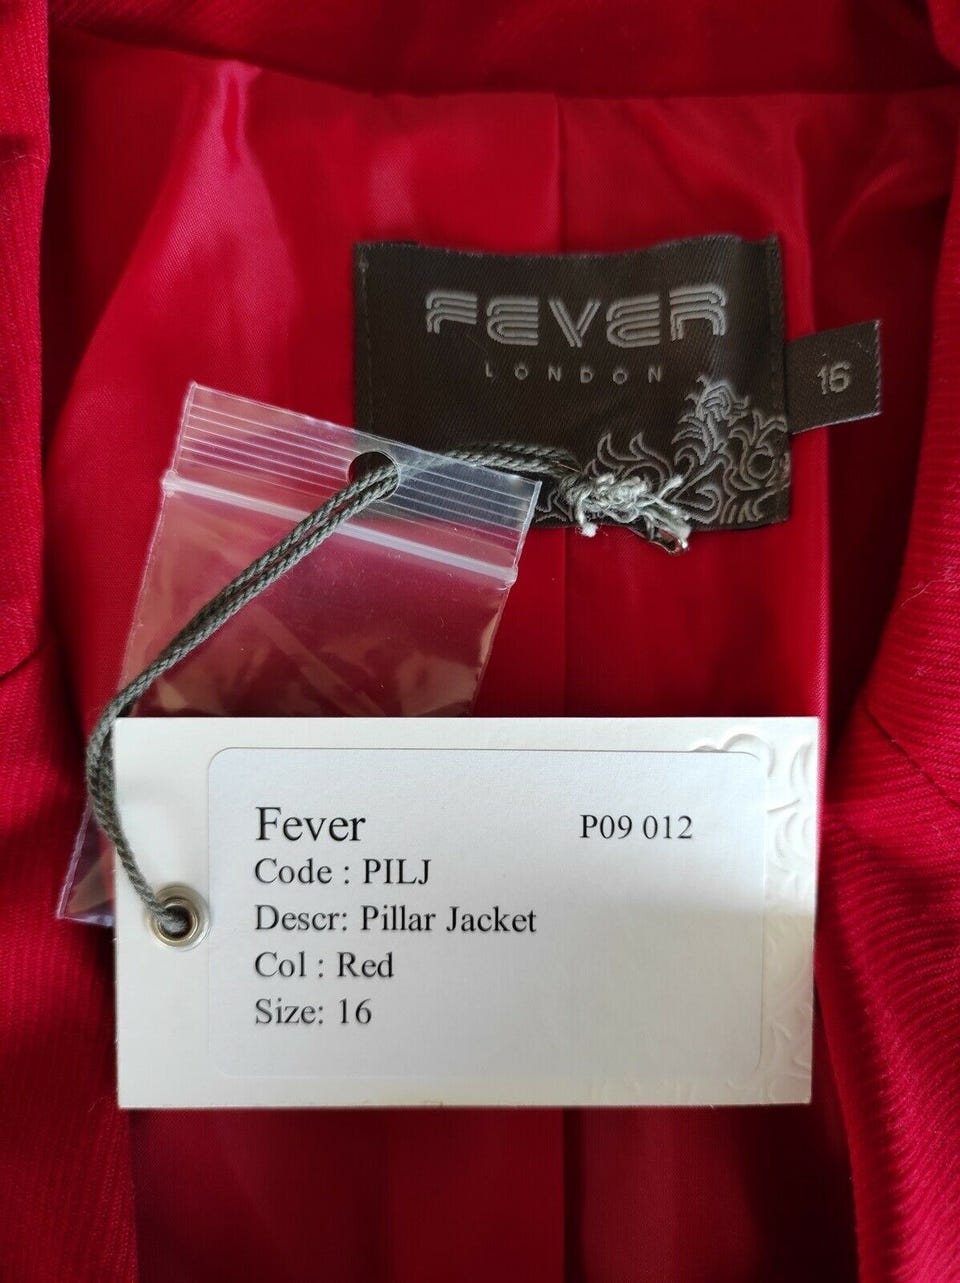 FEVER
LONDON
16
Fever P09 012
Code : PILJ
Descr: Pillar Jacket
Col : Red
Size: 16